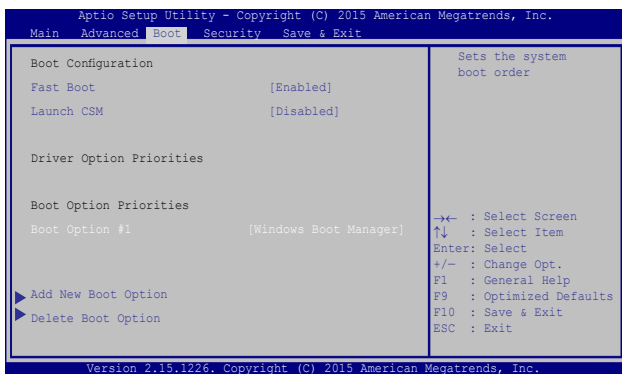 Aptio Setup Utility - Copyright (C) 2015 American Megatrends, Inc.
Main Advanced Boot Security Save & Exit
Boot Configuration
Fast Boot [Enabled]
Launch CSM [Disabled]
Driver Option Priorities
Boot Option Priorities
Boot Option #1 [Windows Boot Manager]
Add New Boot Option
Delete Boot Option
Sets the system
boot order
→← : Select Screen
↑↓ : Select Item
Enter: Select
+/— : Change Opt.
F1 : General Help
F9 : Optimized Defaults
F10 : Save & Exit
ESC : Exit
Version 2.15.1226. Copyright (C) 2015 American Megatrends, Inc.